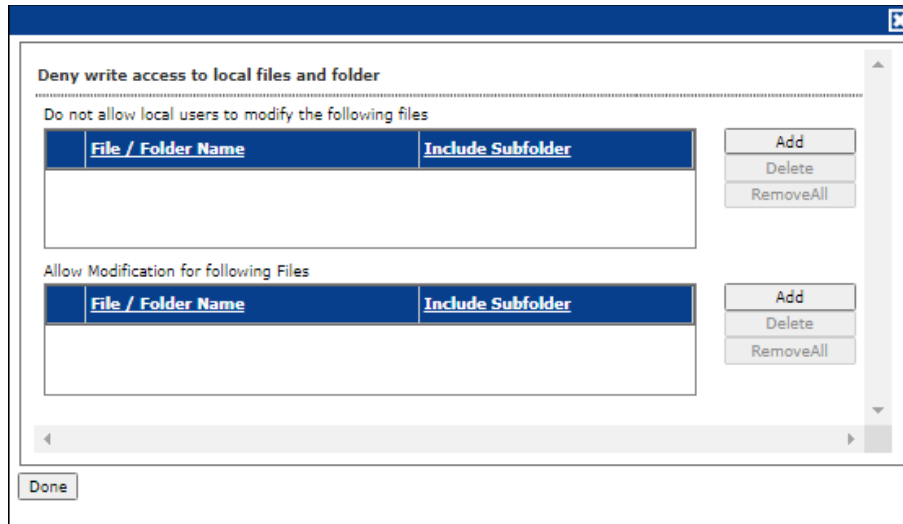 Deny write access to local files and folder
Do not allow local users to modify the following files
File / Folder Name Include Subfolder
Add
Delete
RemoveAll
Allow Modification for following Files
File / Folder Name Include Subfolder
Add
Delete
RemoveAll
Done